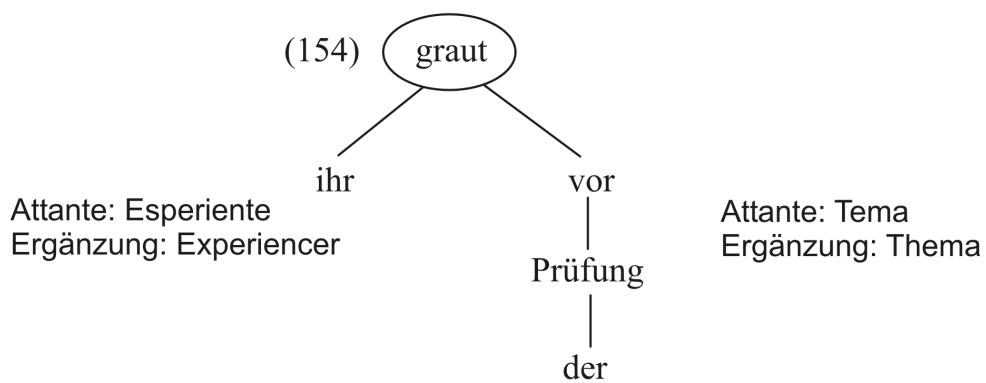 (154) graut
ihr
vor
Attante: Esperiente
Ergänzung: Experiencer
Attante: Tema
Ergänzung: Thema
Prüfung
der